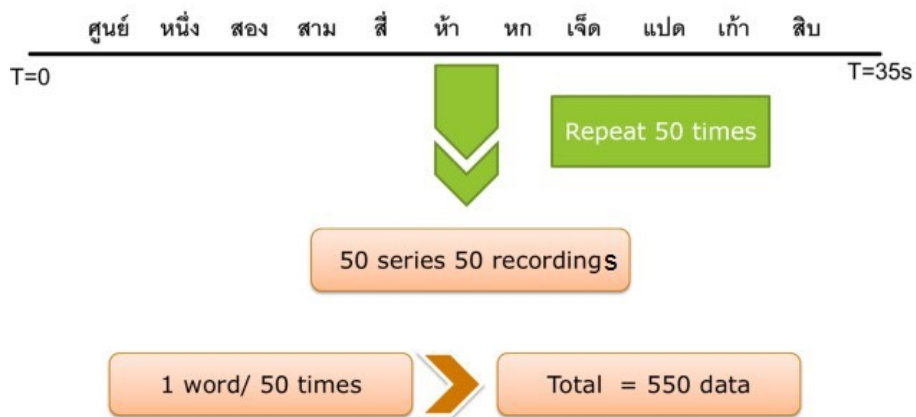 ศูนย์ หนึ่ง สอง สาม สี่ ห้า หก เจ็ด แปด เก้า สิบ
T=0 T=35s
Repeat 50 times
50 series 50 recordings
1 word/ 50 times
Total = 550 data